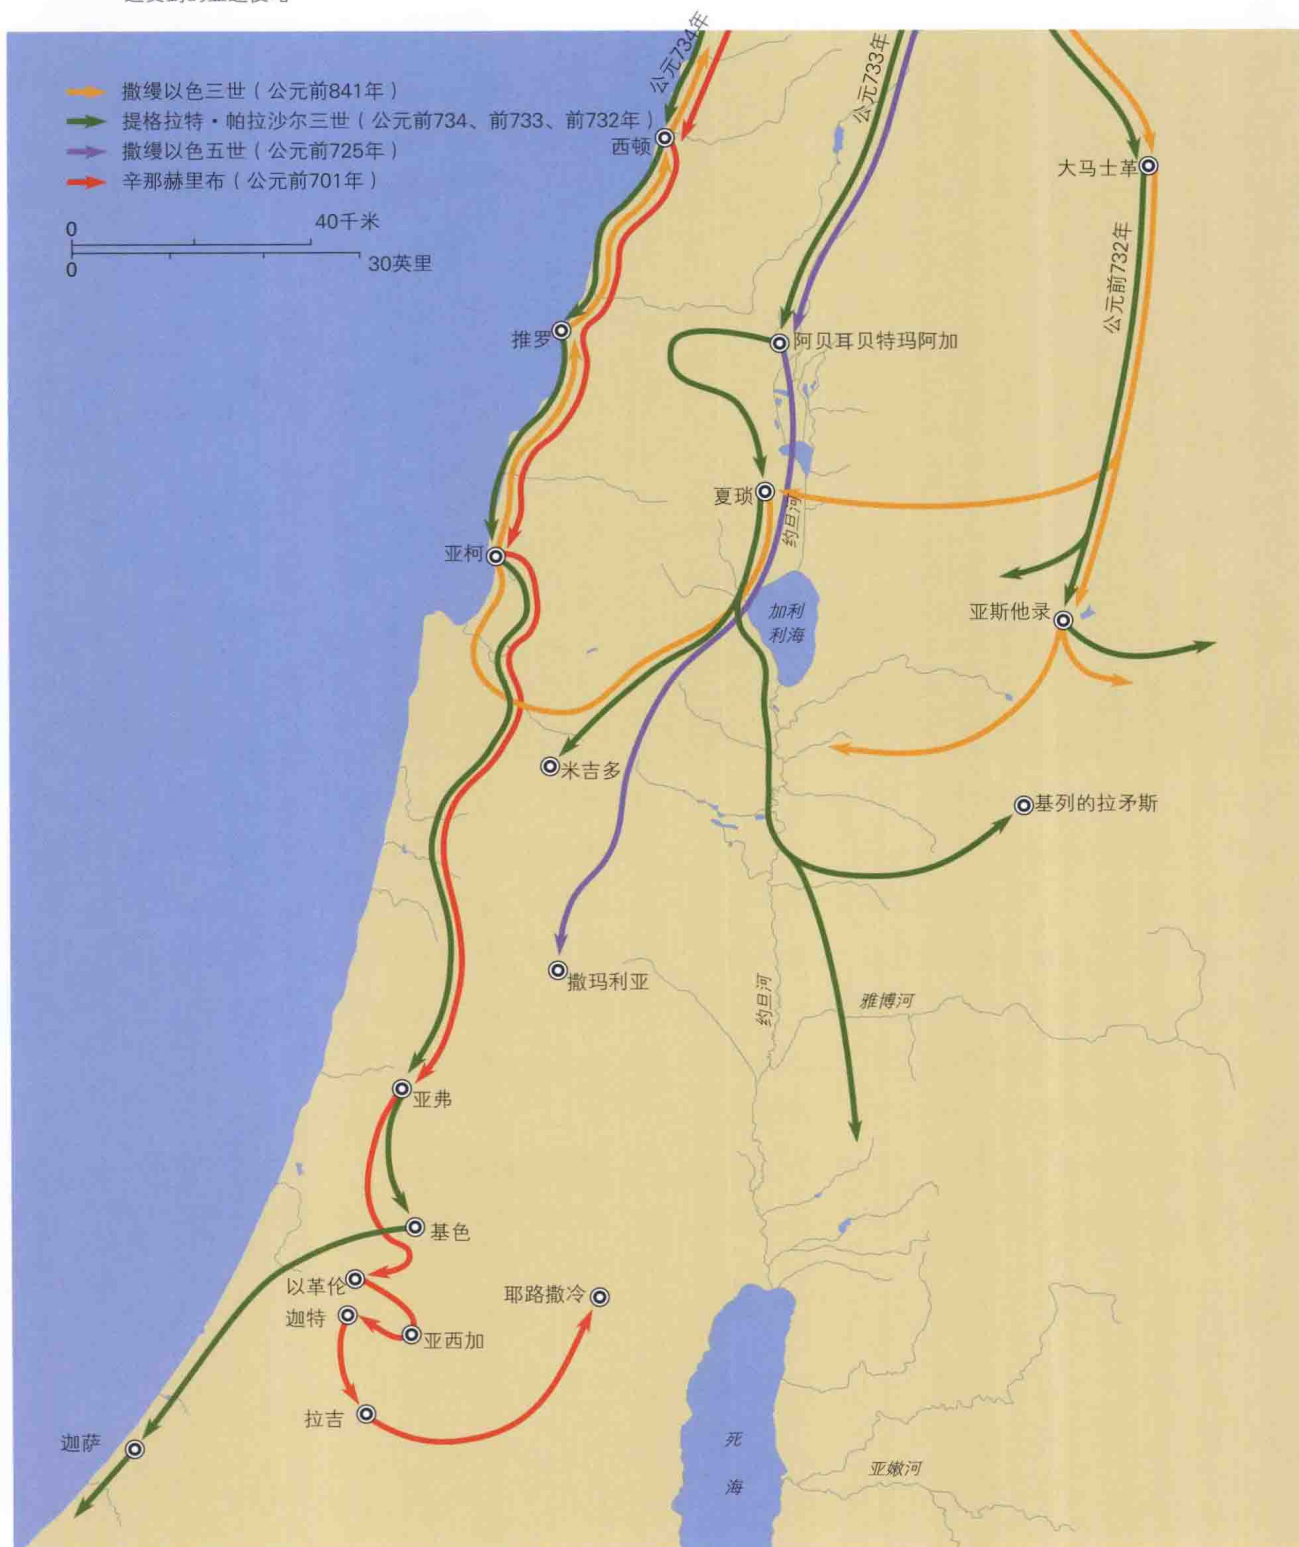 撒缦以色三世（公元前841年）
提格拉特·帕拉沙尔三世（公元前734、前733、前732年）
撒缦以色五世（公元前725年）
辛那赫里布（公元前701年）
0
40千米
0
30英里
公元734年
公元733年
西顿
大马士革
公元前732年
推罗
阿贝耳贝特玛阿加
夏琐
约旦河
亚柯
加利
利海
亚斯他录
米吉多
基列的拉矛斯
撒玛利亚
约旦河
雅博河
亚弗
基色
以革伦
耶路撒冷
迦特
亚西加
拉吉
迦萨
死
海
亚嫩河